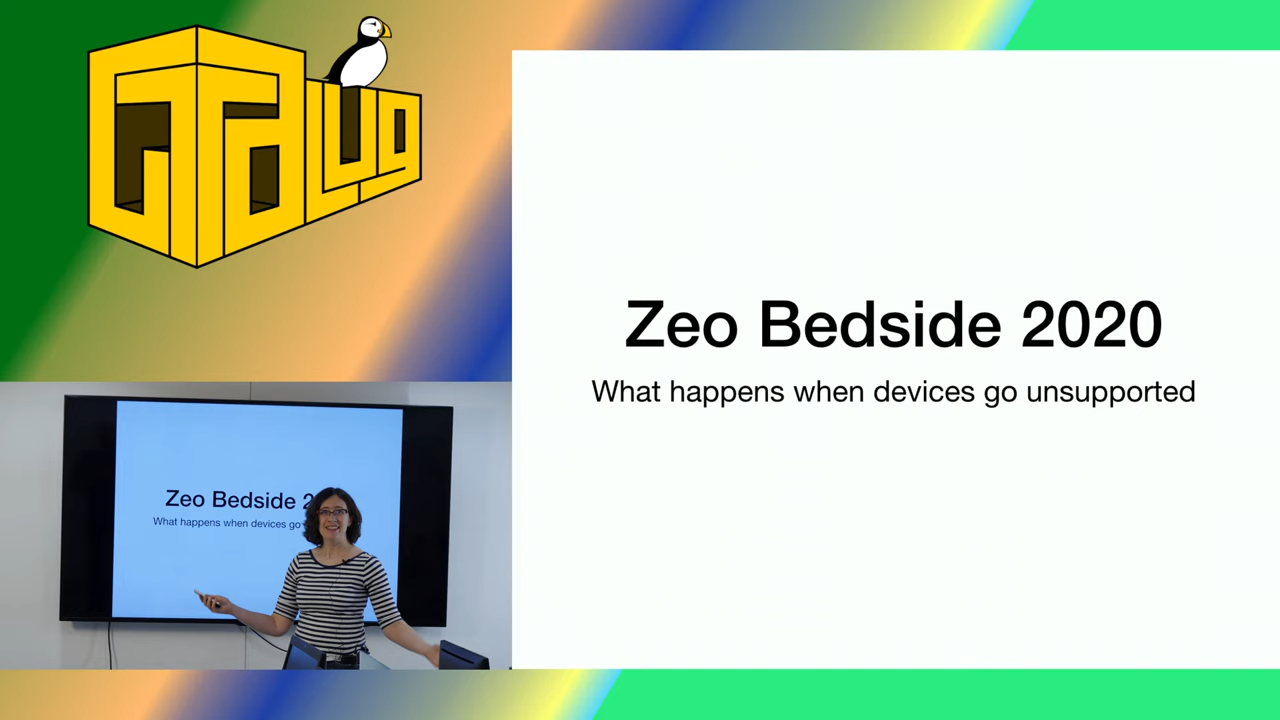 GTALUG
Zeo Bedside 2020
What happens when devices go unsupported
Zeo Bedside 2
What happens when devices go